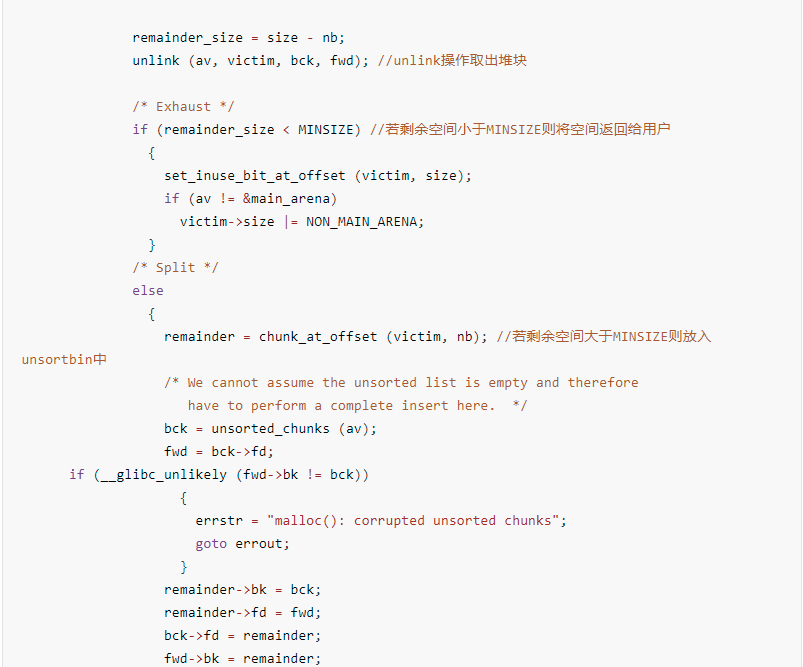 remainder_size = size - nb;
unlink (av, victim, bck, fwd); //unlink操作取出堆块
/* Exhaust */
if (remainder_size < MINSIZE) //若剩余空间小于MINSIZE则将空间返回给用户
{
set_inuse_bit_at_offset (victim, size);
if (av != &main_arena)
victim->size |= NON_MAIN_ARENA;
}
/* Split */
else
{
remainder = chunk_at_offset (victim, nb); //若剩余空间大于MINSIZE则放入
unsortbin中
/* We cannot assume the unsorted list is empty and therefore
have to perform a complete insert here.  */
bck = unsorted_chunks (av);
fwd = bck->fd;
if (__glibc_unlikely (fwd->bk != bck))
{
errstr = "malloc(): corrupted unsorted chunks";
goto errout;
}
remainder->bk = bck;
remainder->fd = fwd;
bck->fd = remainder;
fwd->bk = remainder;